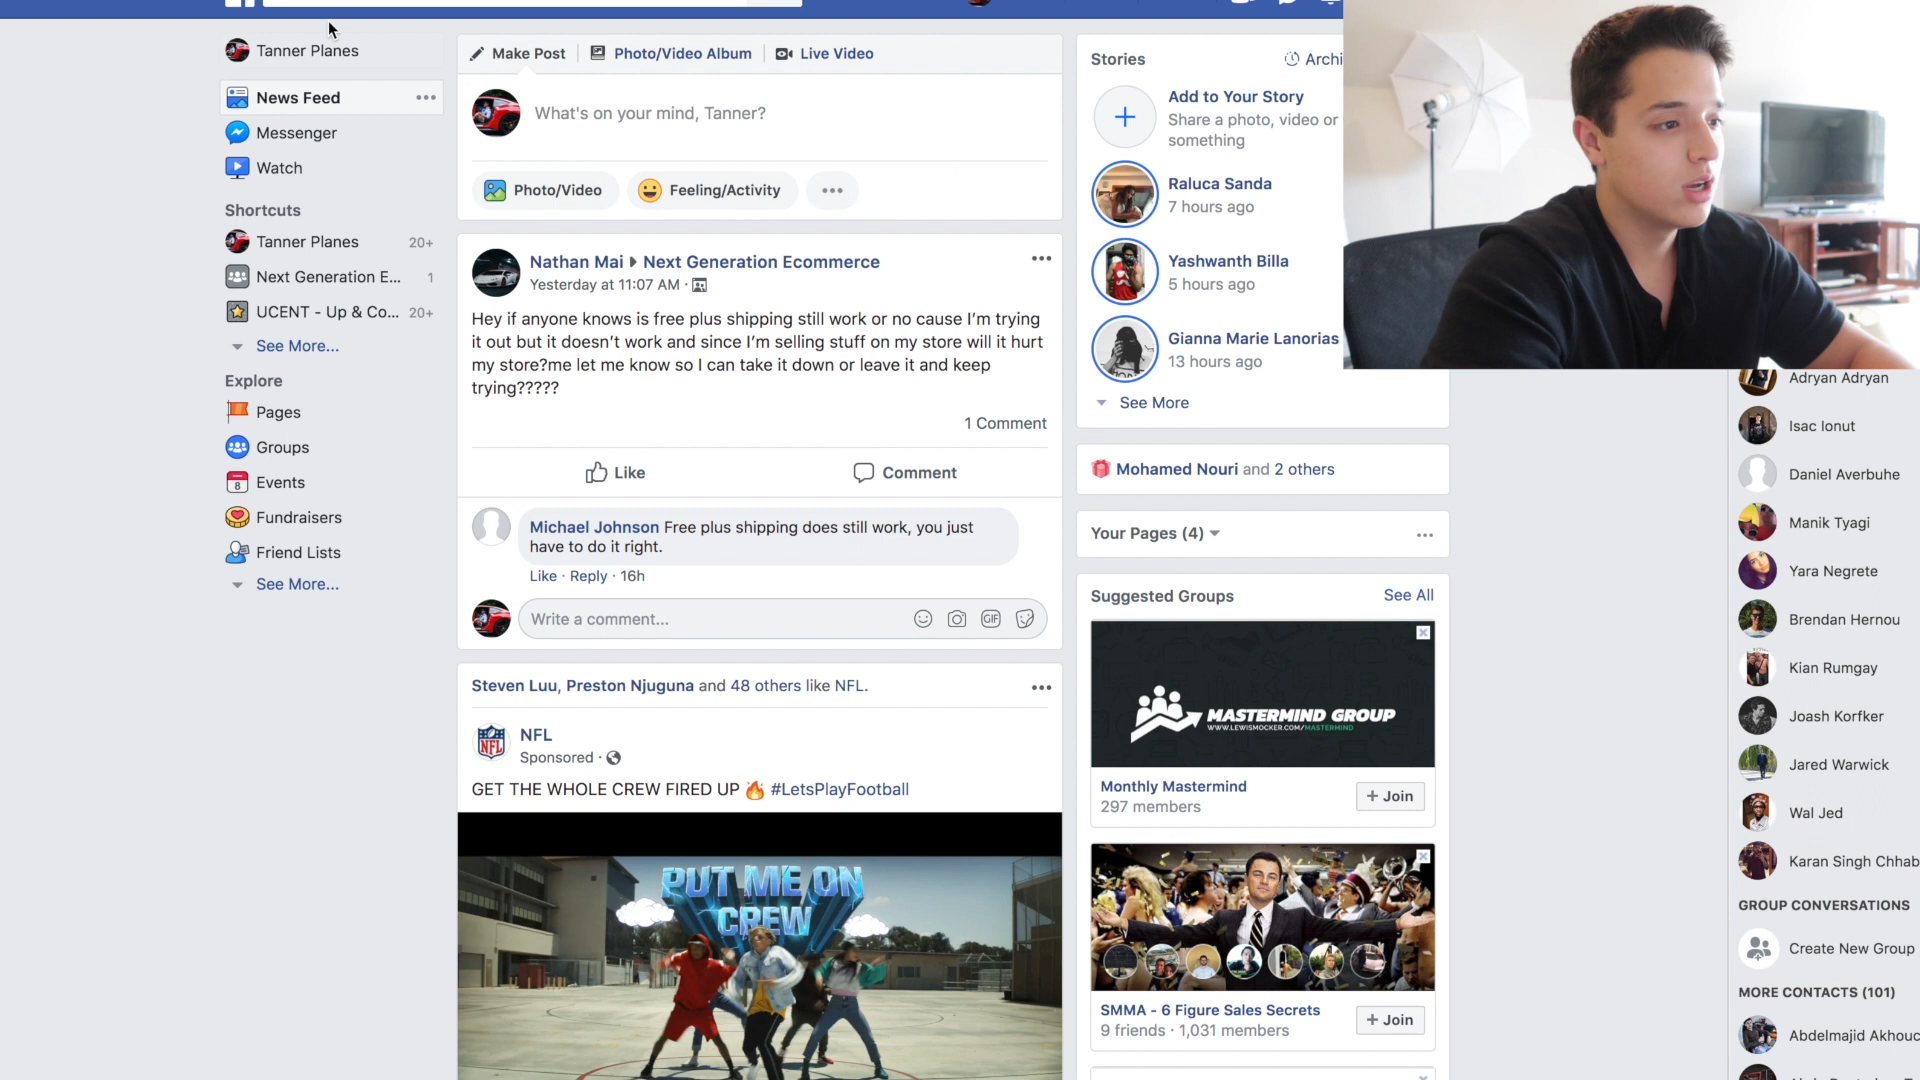 Tanner Planes
News Feed
Messenger
Watch
Shortcuts
Tanner Planes 20+
Next Generation E... 1
UCENT - Up & Co... 20+
See More...
Explore
Pages
Groups
8
Events
Fundraisers
Friend Lists
See More...
Make Post
Photo/Video Album
Live Video
What's on your mind, Tanner?
Photo/Video
Feeling/Activity
Nathan Mai
Next Generation Ecommerce
Yesterday at 11:07 AM ·
Hey if anyone knows is free plus shipping still work or no cause I'm trying
it out but it doesn't work and since I'm selling stuff on my store will it hurt
my store?me let me know so I can take it down or leave it and keep
trying?????
1 Comment
Like
Comment
Michael Johnson Free plus shipping does still work, you just
have to do it right.
Like · Reply · 16h
Write a comment...
GIF
Steven Luu, Preston Njuguna and 48 others like NFL.
NFL
NFL
Sponsored ·
GET THE WHOLE CREW FIRED UP 🔥 #LetsPlayFootball
PUT ME ON
CREW
Stories
Archi
Add to Your Story
Share a photo, video or
something
Raluca Sanda
7 hours ago
Yashwanth Billa
5 hours ago
Gianna Marie Lanorias
13 hours ago
See More
Mohamed Nouri and 2 others
Your Pages (4)
Suggested Groups
See All
MASTERMIND GROUP
WWW.LEWISMOCKER.COM/MASTERMIND
Monthly Mastermind
297 members
+ Join
SMMA - 6 Figure Sales Secrets
9 friends · 1,031 members
+ Join
Adryan Adryan
Isac Ionut
Daniel Averbuhe
Manik Tyagi
Yara Negrete
Brendan Hernou
Kian Rumgay
Joash Korfker
Jared Warwick
Wal Jed
Karan Singh Chhab
GROUP CONVERSATIONS
Create New Group
MORE CONTACTS (101)
Abdelmajid Akhouc